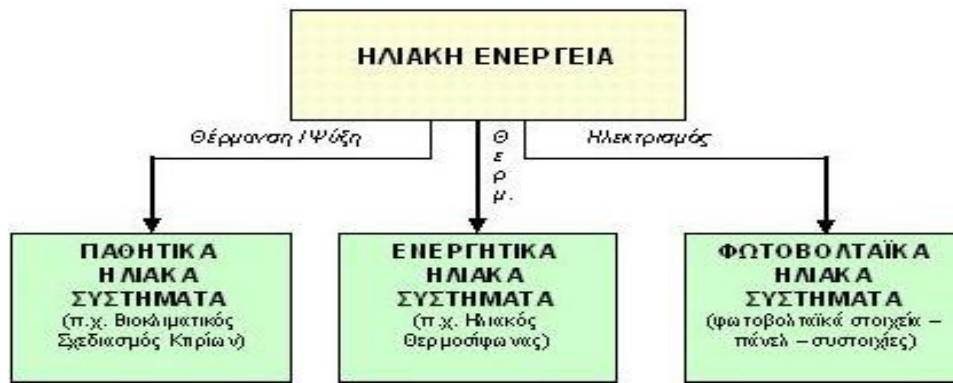 ΗΛΙΑΚΗ ΕΝΕΡΓΕΙΑ
Θέρμανση / Ψύξη
Θερμ.
Ηλεκτρισμός
ΠΑΘΗΤΙΚΑ
ΗΛΙΑΚΑ
ΣΥΣΤΗΜΑΤΑ
(π.χ. Βιοκλιματικός
Σχεδιασμός Κτιρίων)
ΕΝΕΡΓΗΤΙΚΑ
ΗΛΙΑΚΑ
ΣΥΣΤΗΜΑΤΑ
(π.χ. Ηλιακός
Θερμοσίφωνας)
ΦΩΤΟΒΟΛΤΑΪΚΑ
ΗΛΙΑΚΑ
ΣΥΣΤΗΜΑΤΑ
(φωτοβολταϊκά στοιχεία –
πάνελ – συστοιχίες)